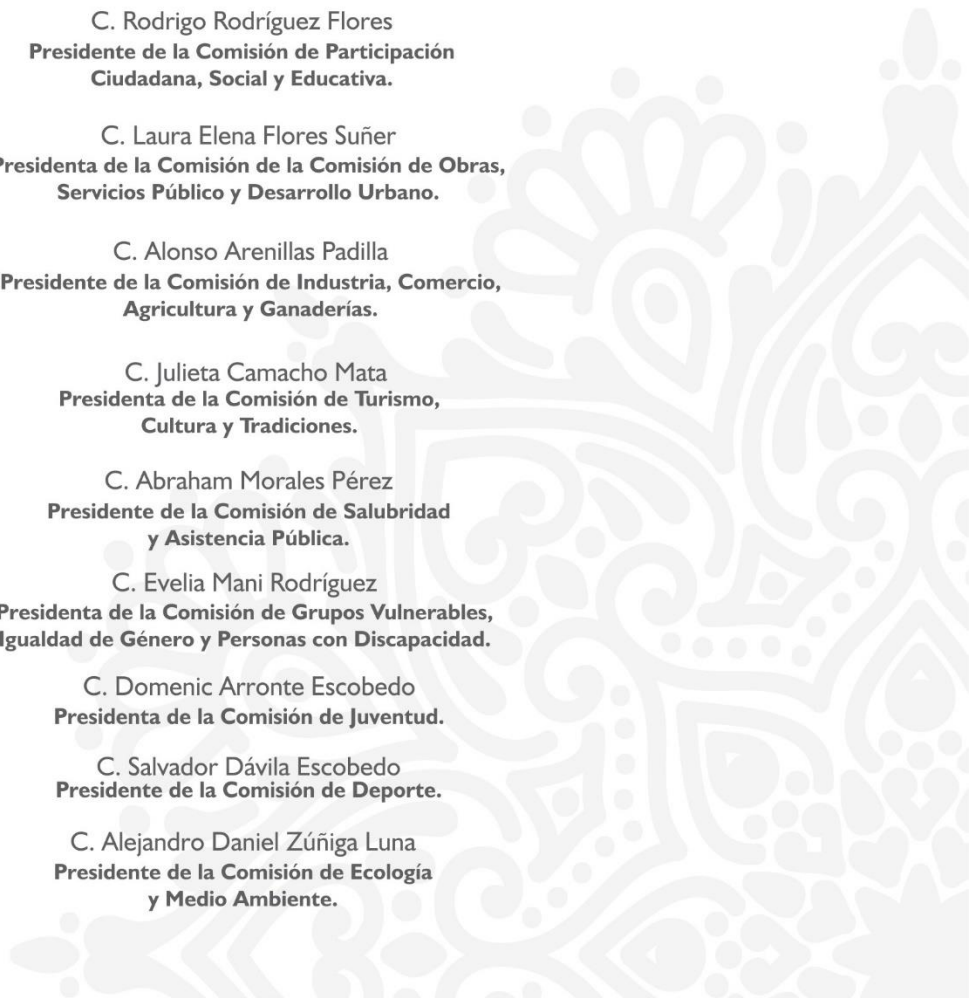 C. Rodrigo Rodríguez Flores
Presidente de la Comisión de Participación
Ciudadana, Social y Educativa.
C. Laura Elena Flores Suñer
Presidenta de la Comisión de la Comisión de Obras,
Servicios Público y Desarrollo Urbano.
C. Alonso Arenillas Padilla
Presidente de la Comisión de Industria, Comercio,
Agricultura y Ganaderías.
C. Julieta Camacho Mata
Presidenta de la Comisión de Turismo,
Cultura y Tradiciones.
C. Abraham Morales Pérez
Presidente de la Comisión de Salubridad
y Asistencia Pública.
C. Evelia Mani Rodríguez
Presidenta de la Comisión de Grupos Vulnerables,
Igualdad de Género y Personas con Discapacidad.
C. Domenic Arronte Escobedo
Presidenta de la Comisión de Juventud.
C. Salvador Dávila Escobedo
Presidente de la Comisión de Deporte.
C. Alejandro Daniel Zúñiga Luna
Presidente de la Comisión de Ecología
y Medio Ambiente.